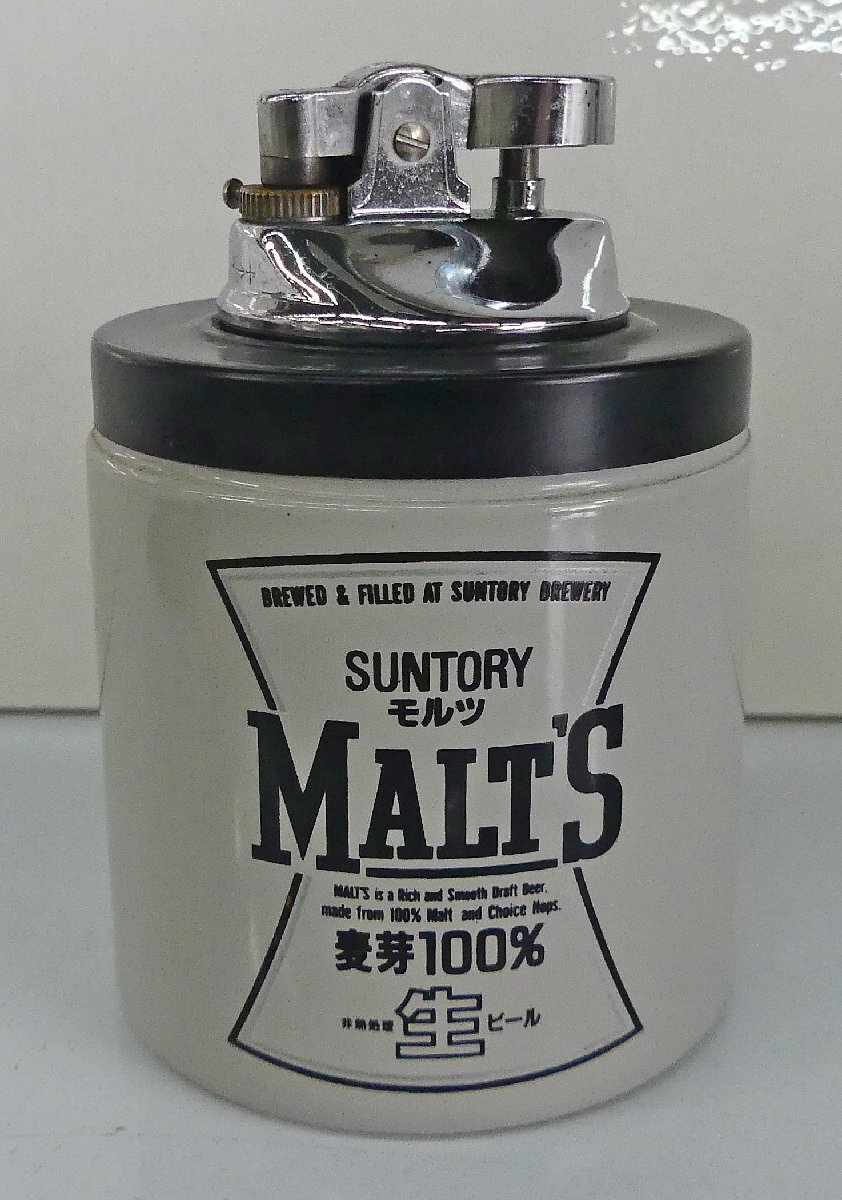 BREWED & FILLED AT SUNTORY BREWERY
SUNTORY
モルツ
MALT'S
MALT'S is a Rich and Smooth Draft Beer.
made from 100% Malt and Choice Hops.
麦芽100%
非熱処理 生 ビール